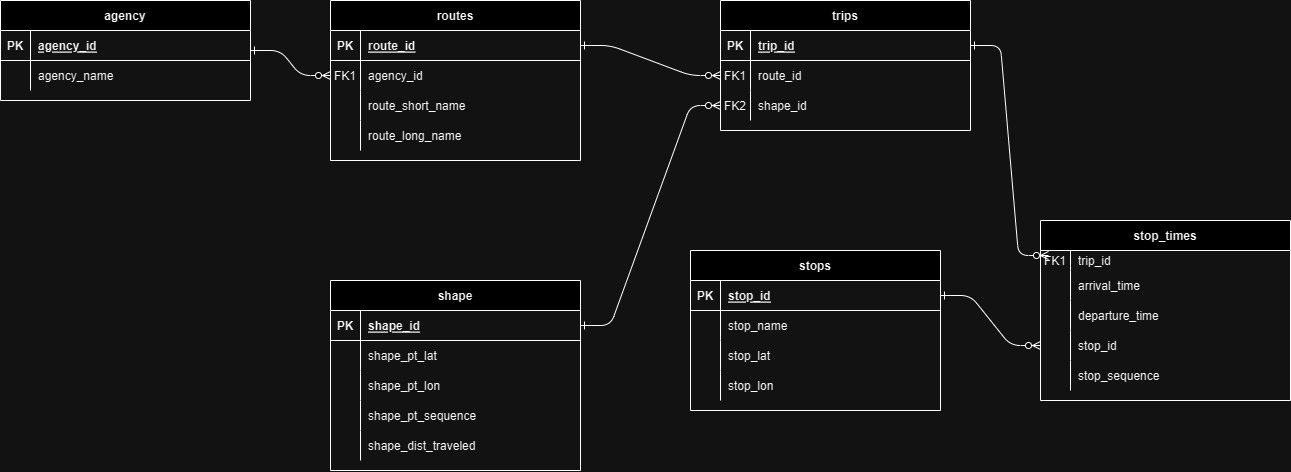 agency
PK agency_id
agency_name
routes
PK route_id
FK1 agency_id
route_short_name
route_long_name
trips
PK trip_id
FK1 route_id
FK2 shape_id
stop_times
FK1 trip_id
arrival_time
departure_time
stop_id
stop_sequence
stops
PK stop_id
stop_name
stop_lat
stop_lon
shape
PK shape_id
shape_pt_lat
shape_pt_lon
shape_pt_sequence
shape_dist_traveled